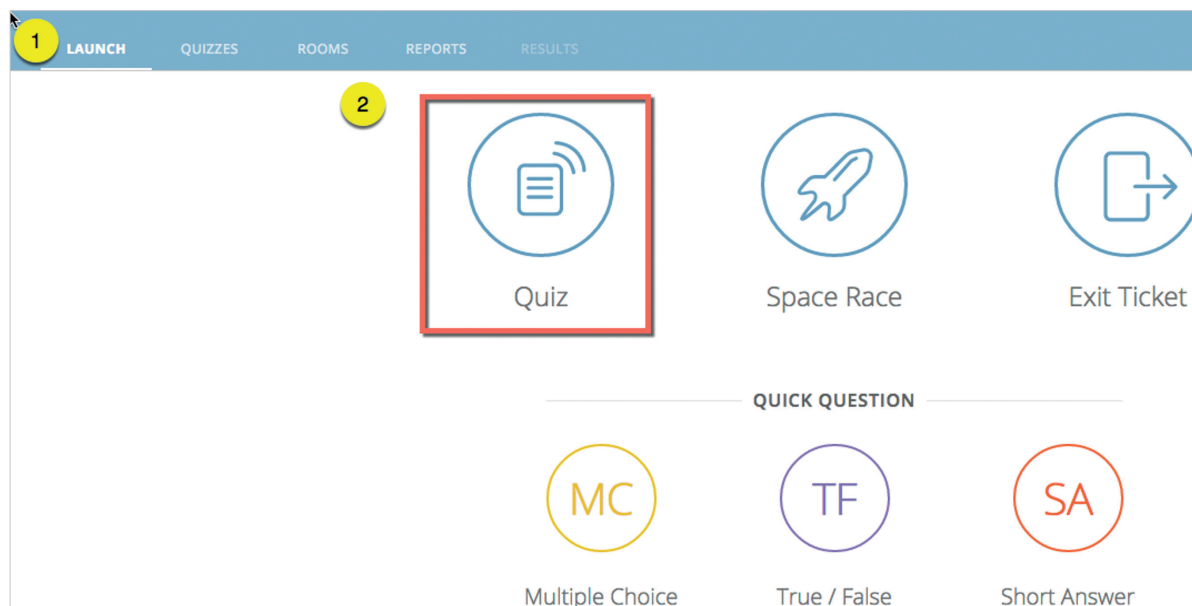 1 LAUNCH QUIZZES ROOMS REPORTS RESULTS
2
Quiz Space Race Exit Ticket
QUICK QUESTION
MC TF SA
Multiple Choice True / False Short Answer